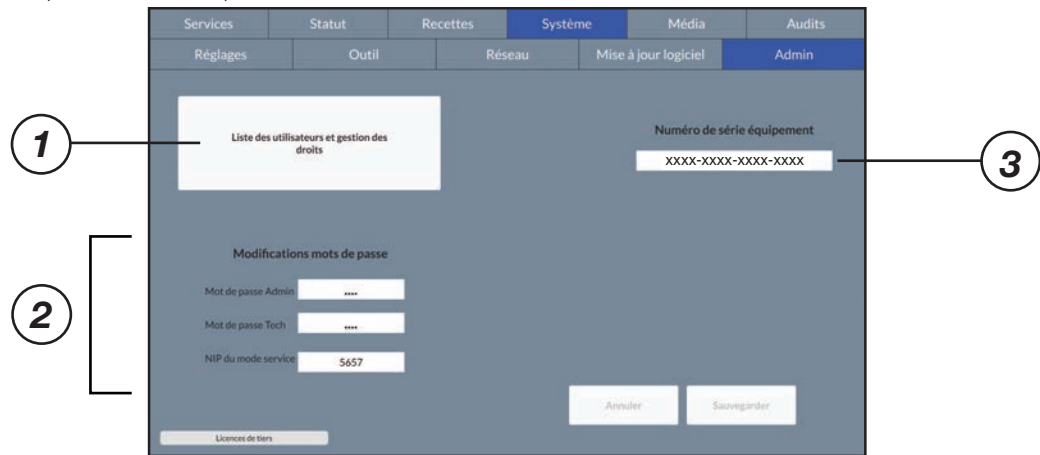 Services Statut Recettes Système Média Audits
Réglages Outil Réseau Mise à jour logiciel Admin
1
Liste des utilisateurs et gestion des
droits
Numéro de série équipement
XXXX-XXXX-XXXX-XXXX
3
2
Modifications mots de passe
Mot de passe Admin ••••
Mot de passe Tech ••••
NIP du mode service 5657
Annuler Sauvegarder
Licences de tiers